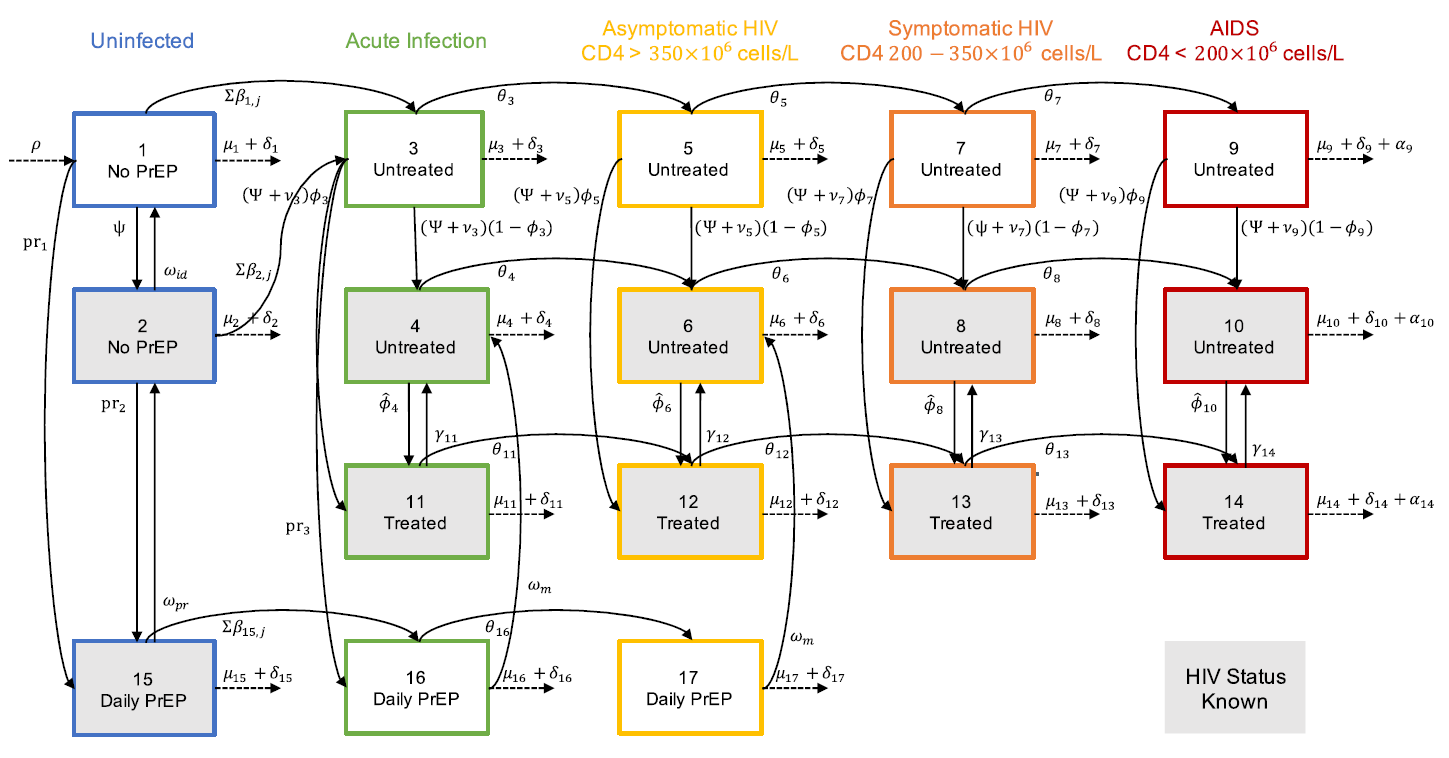 Uninfected
Acute Infection
Asymptomatic HIV
CD4 > 350×10⁶ cells/L
Symptomatic HIV
CD4 200 − 350×10⁶ cells/L
AIDS
CD4 < 200×10⁶ cells/L
Σβ₁,ⱼ
θ₃
θ₅
θ₇
ρ
1
No PrEP
μ₁ + δ₁
3
Untreated
μ₃ + δ₃
5
Untreated
μ₅ + δ₅
7
Untreated
μ₇ + δ₇
9
Untreated
μ₉ + δ₉ + α₉
(Ψ + ν₃)ϕ₃
(Ψ + ν₅)ϕ₅
(Ψ + ν₇)ϕ₇
(Ψ + ν₉)ϕ₉
pr₁
ψ
(Ψ + ν₃)(1 − ϕ₃)
(Ψ + ν₅)(1 − ϕ₅)
(ψ + ν₇)(1 − ϕ₇)
(Ψ + ν₉)(1 − ϕ₉)
ω_id
Σβ₂,ⱼ
θ₄
θ₆
θ₈
2
No PrEP
μ₂ + δ₂
4
Untreated
μ₄ + δ₄
6
Untreated
μ₆ + δ₆
8
Untreated
μ₈ + δ₈
10
Untreated
μ₁₀ + δ₁₀ + α₁₀
pr₂
ϕ̂₄
ϕ̂₆
ϕ̂₈
ϕ̂₁₀
γ₁₁
γ₁₂
γ₁₃
γ₁₄
θ₁₁
θ₁₂
θ₁₃
11
Treated
μ₁₁ + δ₁₁
12
Treated
μ₁₂ + δ₁₂
13
Treated
μ₁₃ + δ₁₃
14
Treated
μ₁₄ + δ₁₄ + α₁₄
pr₃
ω_pr
ω_m
Σβ₁₅,ⱼ
θ₁₆
ω_m
15
Daily PrEP
μ₁₅ + δ₁₅
16
Daily PrEP
μ₁₆ + δ₁₆
17
Daily PrEP
μ₁₇ + δ₁₇
HIV Status
Known